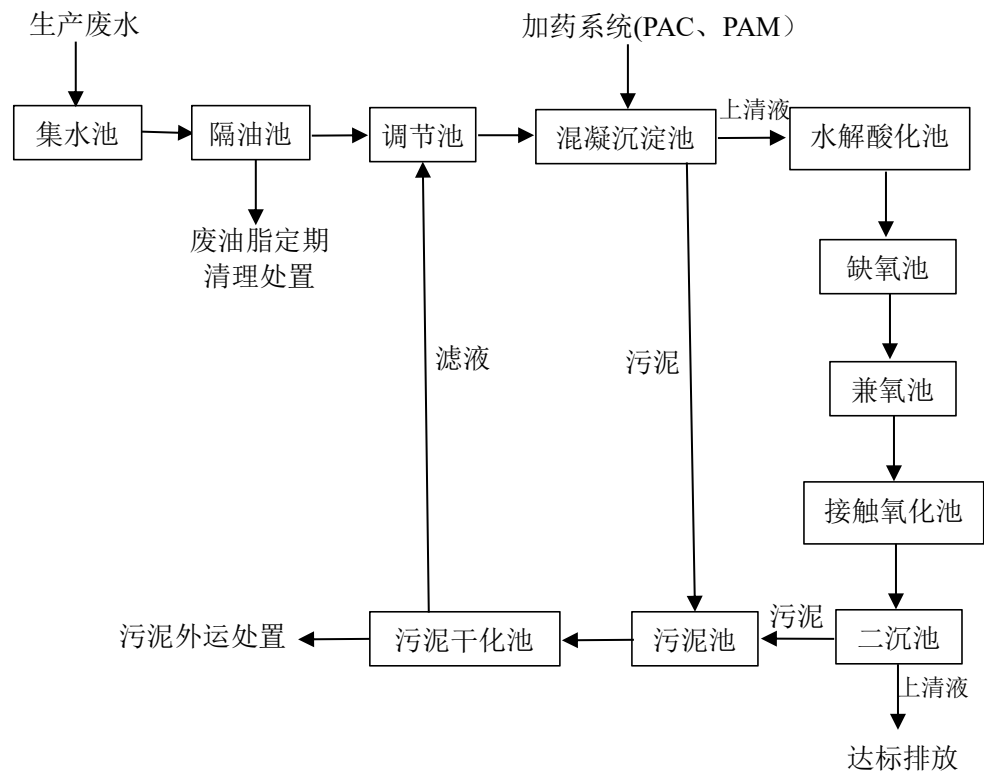 生产废水
加药系统(PAC、PAM）
集水池
隔油池
调节池
混凝沉淀池
上清液
水解酸化池
废油脂定期
清理处置
缺氧池
滤液
污泥
兼氧池
接触氧化池
污泥外运处置
污泥干化池
污泥池
污泥
二沉池
上清液
达标排放